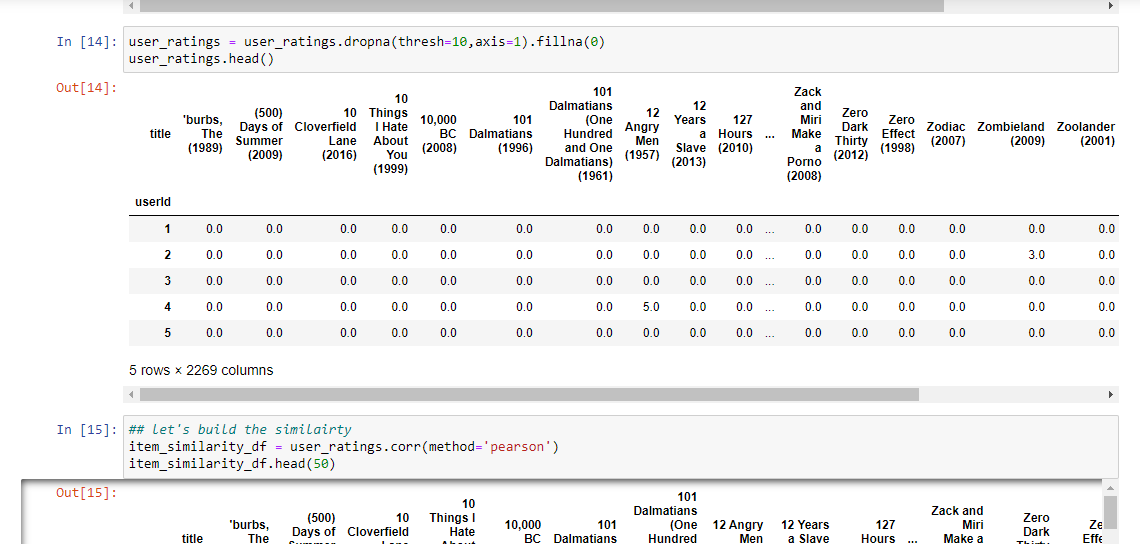 In [14]: user_ratings = user_ratings.dropna(thresh=10,axis=1).fillna(0)
user_ratings.head()
Out[14]:
title 'burbs, The (1989) (500) Days of Summer (2009) 10 Cloverfield Lane (2016) 10 Things I Hate About You (1999) 10,000 BC (2008) 101 Dalmatians (1996) 101 Dalmatians (One Hundred and One Dalmatians) (1961) 12 Angry Men (1957) 12 Years a Slave (2013) 127 Hours (2010) ... Zack and Miri Make a Porno (2008) Zero Dark Thirty (2012) Zero Effect (1998) Zodiac (2007) Zombieland (2009) Zoolander (2001)
userId
1 0.0 0.0 0.0 0.0 0.0 0.0 0.0 0.0 0.0 0.0 ... 0.0 0.0 0.0 0.0 0.0 0.0
2 0.0 0.0 0.0 0.0 0.0 0.0 0.0 0.0 0.0 0.0 ... 0.0 0.0 0.0 0.0 3.0 0.0
3 0.0 0.0 0.0 0.0 0.0 0.0 0.0 0.0 0.0 0.0 ... 0.0 0.0 0.0 0.0 0.0 0.0
4 0.0 0.0 0.0 0.0 0.0 0.0 0.0 5.0 0.0 0.0 ... 0.0 0.0 0.0 0.0 0.0 0.0
5 0.0 0.0 0.0 0.0 0.0 0.0 0.0 0.0 0.0 0.0 ... 0.0 0.0 0.0 0.0 0.0 0.0
5 rows × 2269 columns
In [15]: ## let's build the similairty
item_similarity_df = user_ratings.corr(method='pearson')
item_similarity_df.head(50)
Out[15]:
title 'burbs, The (500) Days of 10 Cloverfield 10 Things I Hate 10,000 BC 101 Dalmatians 101 Dalmatians (One Hundred 12 Angry Men 12 Years a Slave 127 Hours ... Zack and Miri Make a Zero Dark